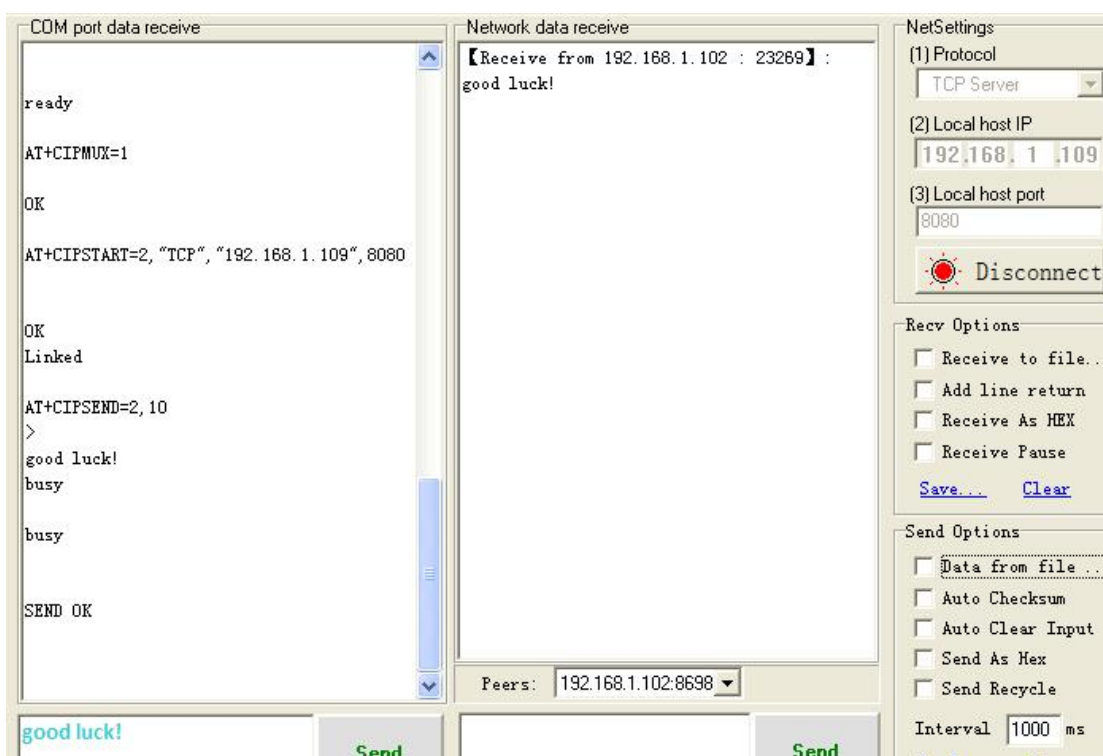 COM port data receive
ready
AT+CIPMUX=1
OK
AT+CIPSTART=2,"TCP","192.168.1.109",8080
OK
Linked
AT+CIPSEND=2,10
>
good luck!
busy
busy
SEND OK
good luck!
Send
Network data receive
【Receive from 192.168.1.102 : 23269】:
good luck!
Peers: 192.168.1.102:8698
Send
NetSettings
(1) Protocol
TCP Server
(2) Local host IP
192.168. 1 .109
(3) Local host port
8080
Disconnect
Recv Options
Receive to file..
Add line return
Receive As HEX
Receive Pause
Save... Clear
Send Options
Data from file ..
Auto Checksum
Auto Clear Input
Send As Hex
Send Recycle
Interval 1000 ms